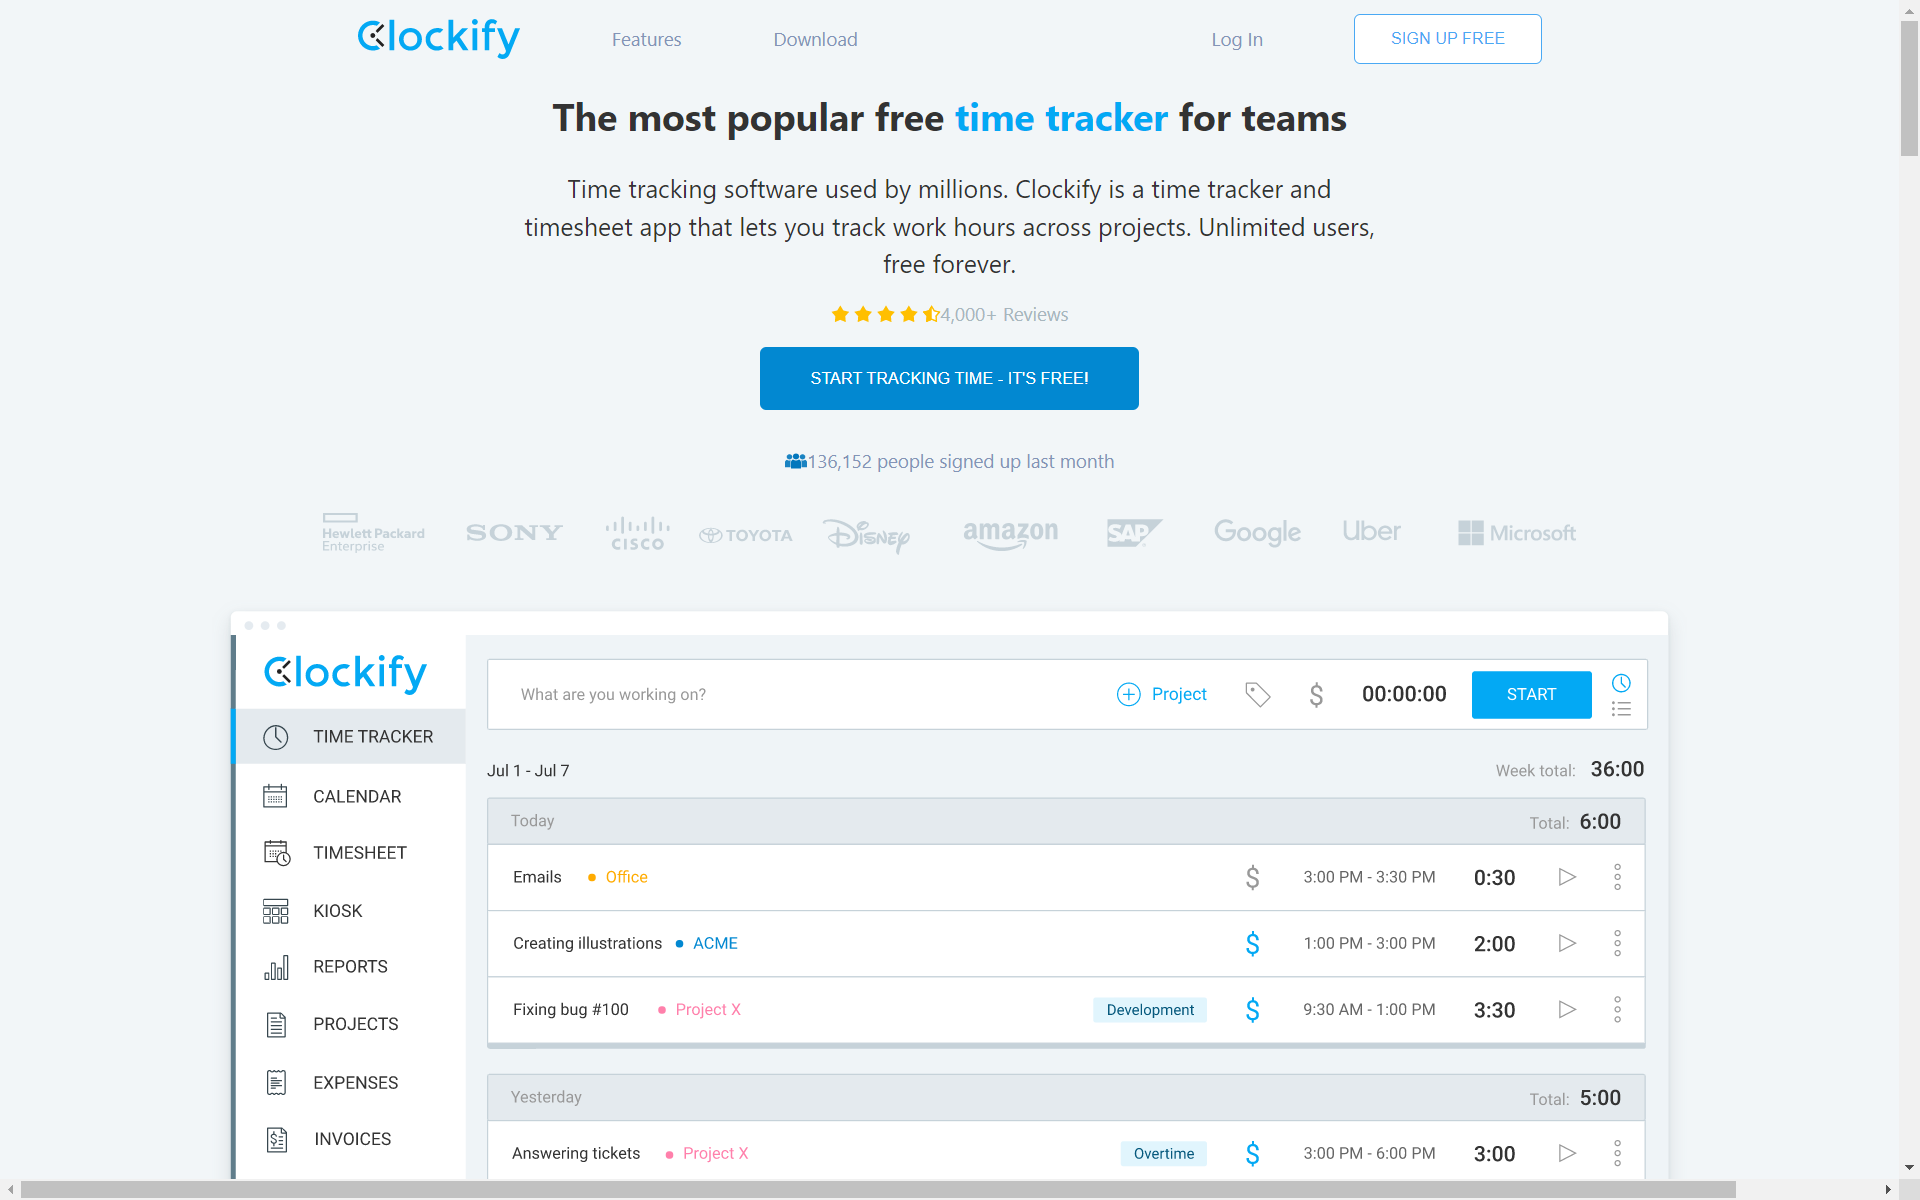 Clockify
Features
Download
Log In
SIGN UP FREE
The most popular free time tracker for teams
Time tracking software used by millions. Clockify is a time tracker and
timesheet app that lets you track work hours across projects. Unlimited users,
free forever.
4,000+ Reviews
START TRACKING TIME - IT'S FREE!
136,152 people signed up last month
Hewlett Packard
Enterprise
SONY
CISCO
TOYOTA
Disney
amazon
SAP
Google
Uber
Microsoft
Clockify
What are you working on?
Project
$
00:00:00
START
TIME TRACKER
CALENDAR
TIMESHEET
KIOSK
REPORTS
PROJECTS
EXPENSES
INVOICES
Jul 1 - Jul 7
Week total: 36:00
Today
Total: 6:00
Emails • Office $ 3:00 PM - 3:30 PM 0:30
Creating illustrations • ACME $ 1:00 PM - 3:00 PM 2:00
Fixing bug #100 • Project X Development $ 9:30 AM - 1:00 PM 3:30
Yesterday
Total: 5:00
Answering tickets • Project X Overtime $ 3:00 PM - 6:00 PM 3:00